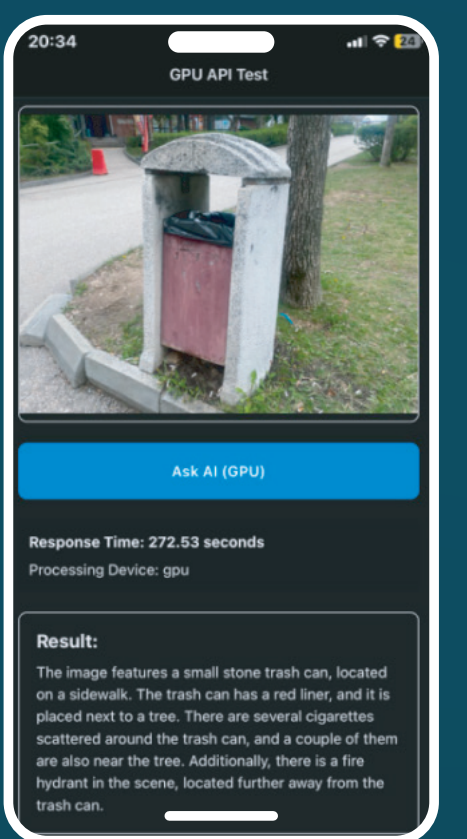 20:34
24
GPU API Test
Ask AI (GPU)
Response Time: 272.53 seconds
Processing Device: gpu
Result:
The image features a small stone trash can, located
on a sidewalk. The trash can has a red liner, and it is
placed next to a tree. There are several cigarettes
scattered around the trash can, and a couple of them
are also near the tree. Additionally, there is a fire
hydrant in the scene, located further away from the
trash can.